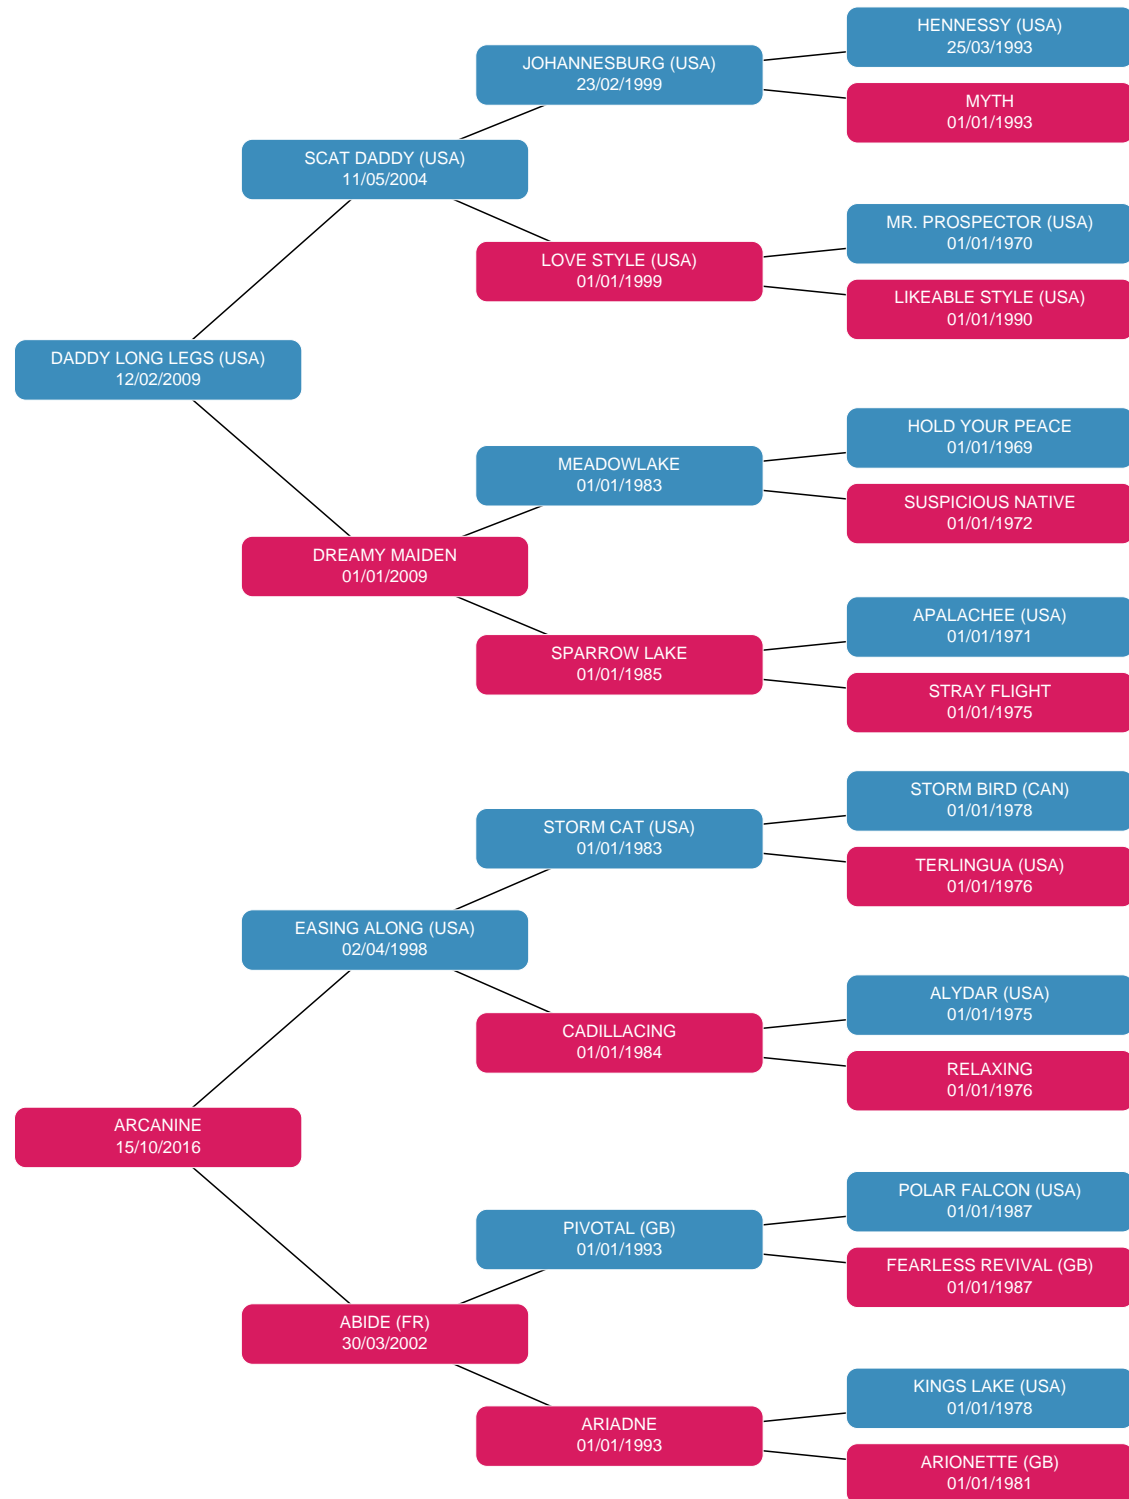 HENNESSY (USA)
25/03/1993
JOHANNESBURG (USA)
23/02/1999
MYTH
01/01/1993
SCAT DADDY (USA)
11/05/2004
MR. PROSPECTOR (USA)
01/01/1970
LOVE STYLE (USA)
01/01/1999
LIKEABLE STYLE (USA)
01/01/1990
DADDY LONG LEGS (USA)
12/02/2009
HOLD YOUR PEACE
01/01/1969
MEADOWLAKE
01/01/1983
SUSPICIOUS NATIVE
01/01/1972
DREAMY MAIDEN
01/01/2009
APALACHEE (USA)
01/01/1971
SPARROW LAKE
01/01/1985
STRAY FLIGHT
01/01/1975
STORM BIRD (CAN)
01/01/1978
STORM CAT (USA)
01/01/1983
TERLINGUA (USA)
01/01/1976
EASING ALONG (USA)
02/04/1998
ALYDAR (USA)
01/01/1975
CADILLACING
01/01/1984
RELAXING
01/01/1976
ARCANINE
15/10/2016
POLAR FALCON (USA)
01/01/1987
PIVOTAL (GB)
01/01/1993
FEARLESS REVIVAL (GB)
01/01/1987
ABIDE (FR)
30/03/2002
KINGS LAKE (USA)
01/01/1978
ARIADNE
01/01/1993
ARIONETTE (GB)
01/01/1981